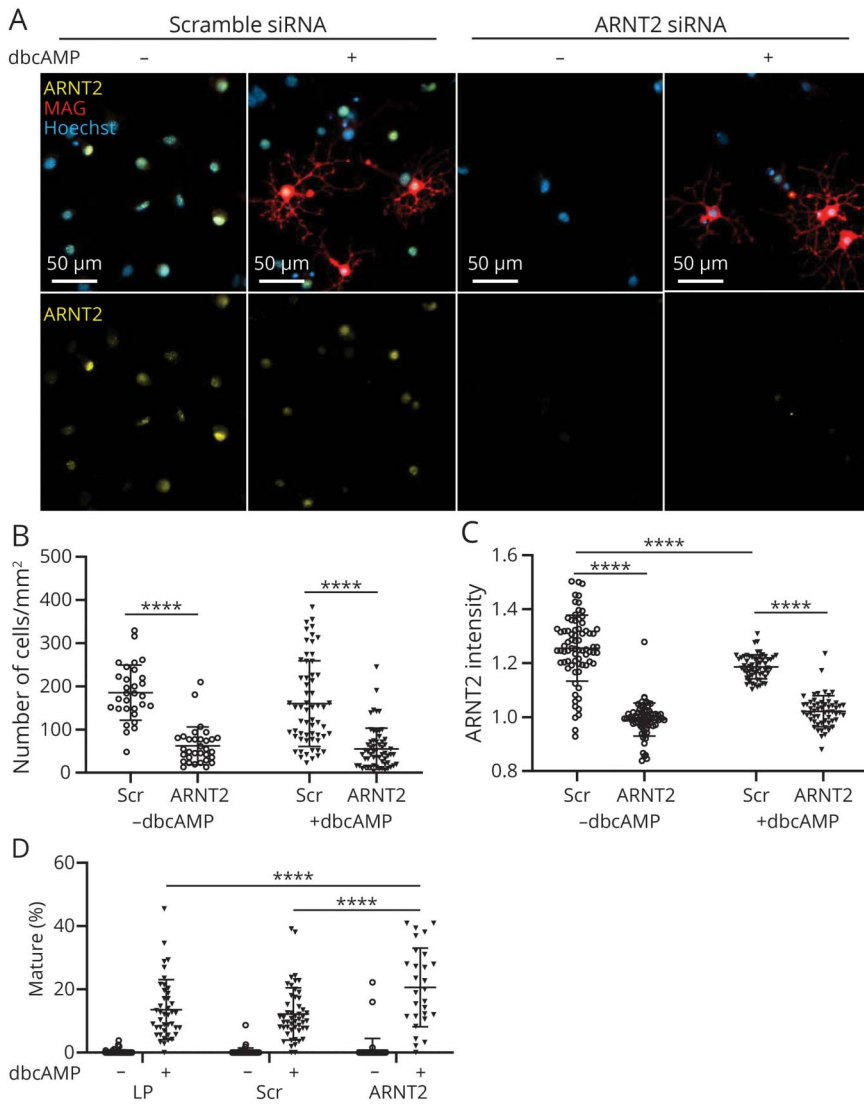 A
Scramble siRNA ARNT2 siRNA
dbcAMP – + – +
ARNT2
MAG
Hoechst
50 µm 50 µm 50 µm 50 µm
ARNT2
B
Number of cells/mm²
500
400
300
200
100
0
**** ****
Scr ARNT2 Scr ARNT2
–dbcAMP +dbcAMP
C
ARNT2 intensity
1.6
1.4
1.2
1.0
0.8
****
**** ****
Scr ARNT2 Scr ARNT2
–dbcAMP +dbcAMP
D
Mature (%)
60
40
20
0
****
****
dbcAMP – + – + – +
LP Scr ARNT2